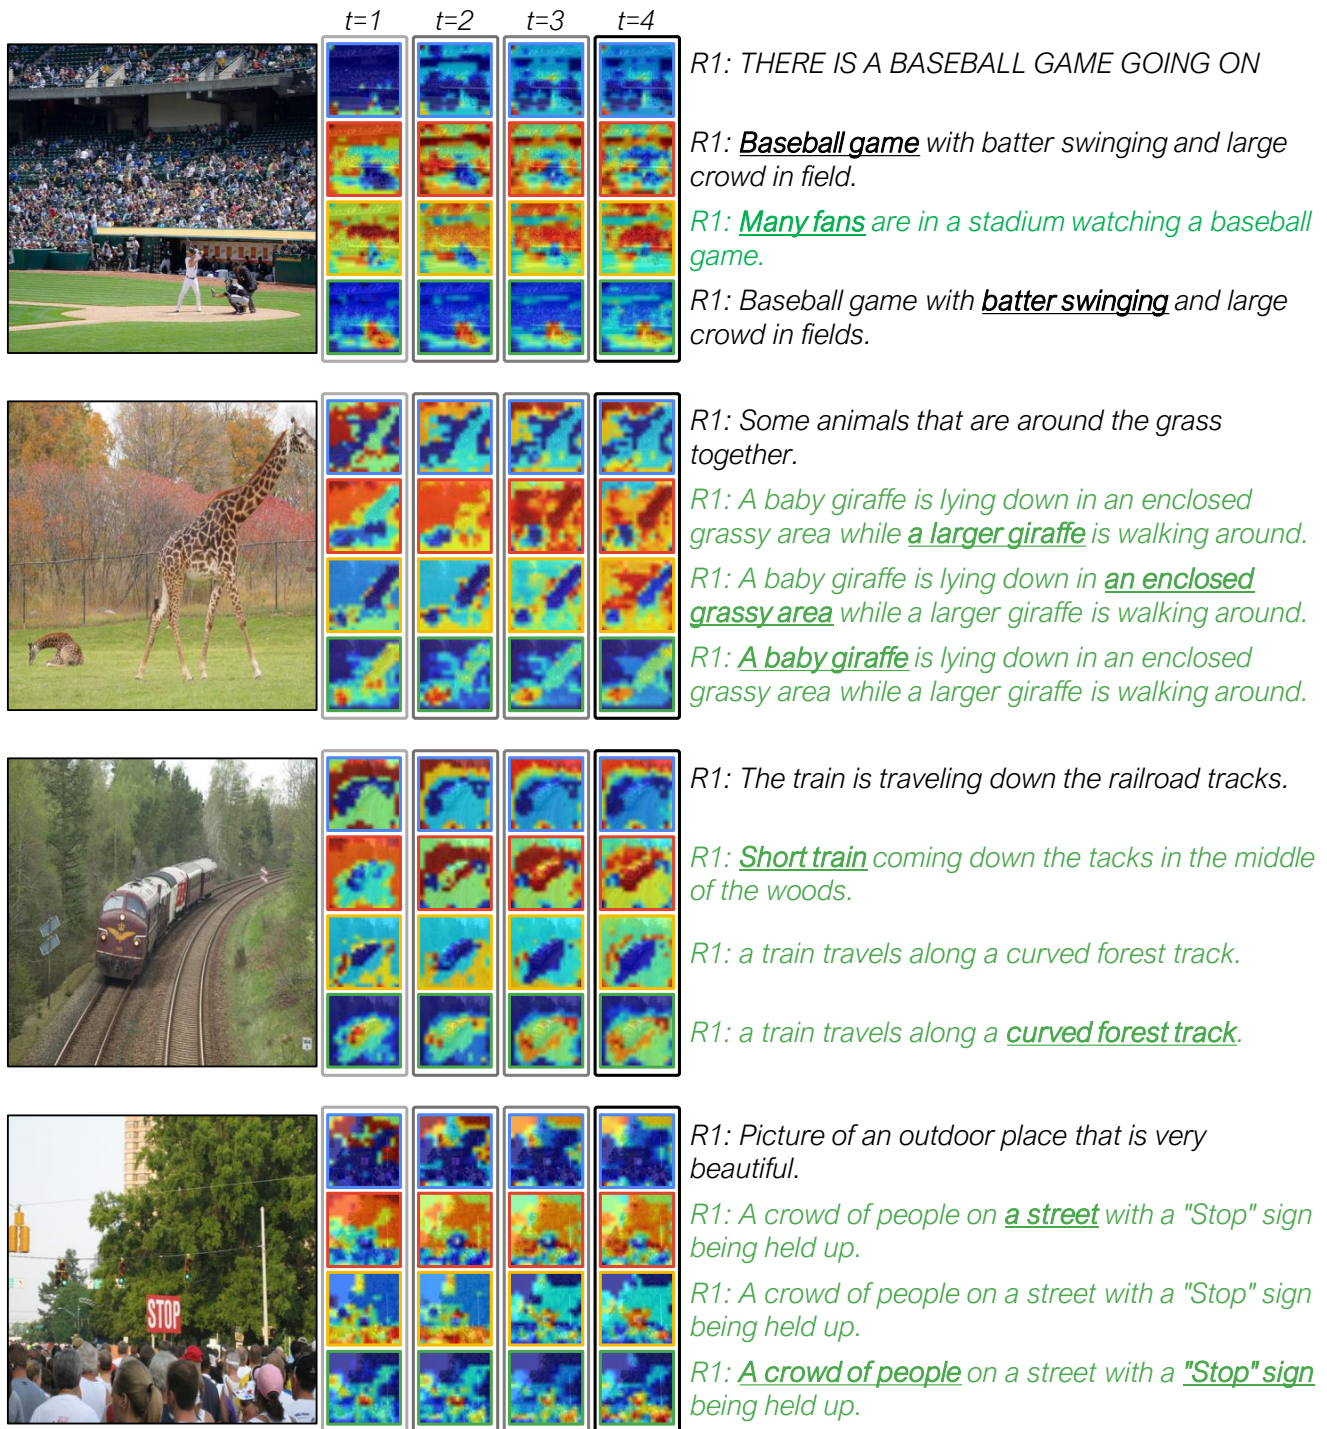 t=1 t=2 t=3 t=4
R1: THERE IS A BASEBALL GAME GOING ON
R1: Baseball game with batter swinging and large
crowd in field.
R1: Many fans are in a stadium watching a baseball
game.
R1: Baseball game with batter swinging and large
crowd in fields.
R1: Some animals that are around the grass
together.
R1: A baby giraffe is lying down in an enclosed
grassy area while a larger giraffe is walking around.
R1: A baby giraffe is lying down in an enclosed
grassy area while a larger giraffe is walking around.
R1: A baby giraffe is lying down in an enclosed
grassy area while a larger giraffe is walking around.
R1: The train is traveling down the railroad tracks.
R1: Short train coming down the tacks in the middle
of the woods.
R1: a train travels along a curved forest track.
R1: a train travels along a curved forest track.
STOP
R1: Picture of an outdoor place that is very
beautiful.
R1: A crowd of people on a street with a "Stop" sign
being held up.
R1: A crowd of people on a street with a "Stop" sign
being held up.
R1: A crowd of people on a street with a "Stop" sign
being held up.